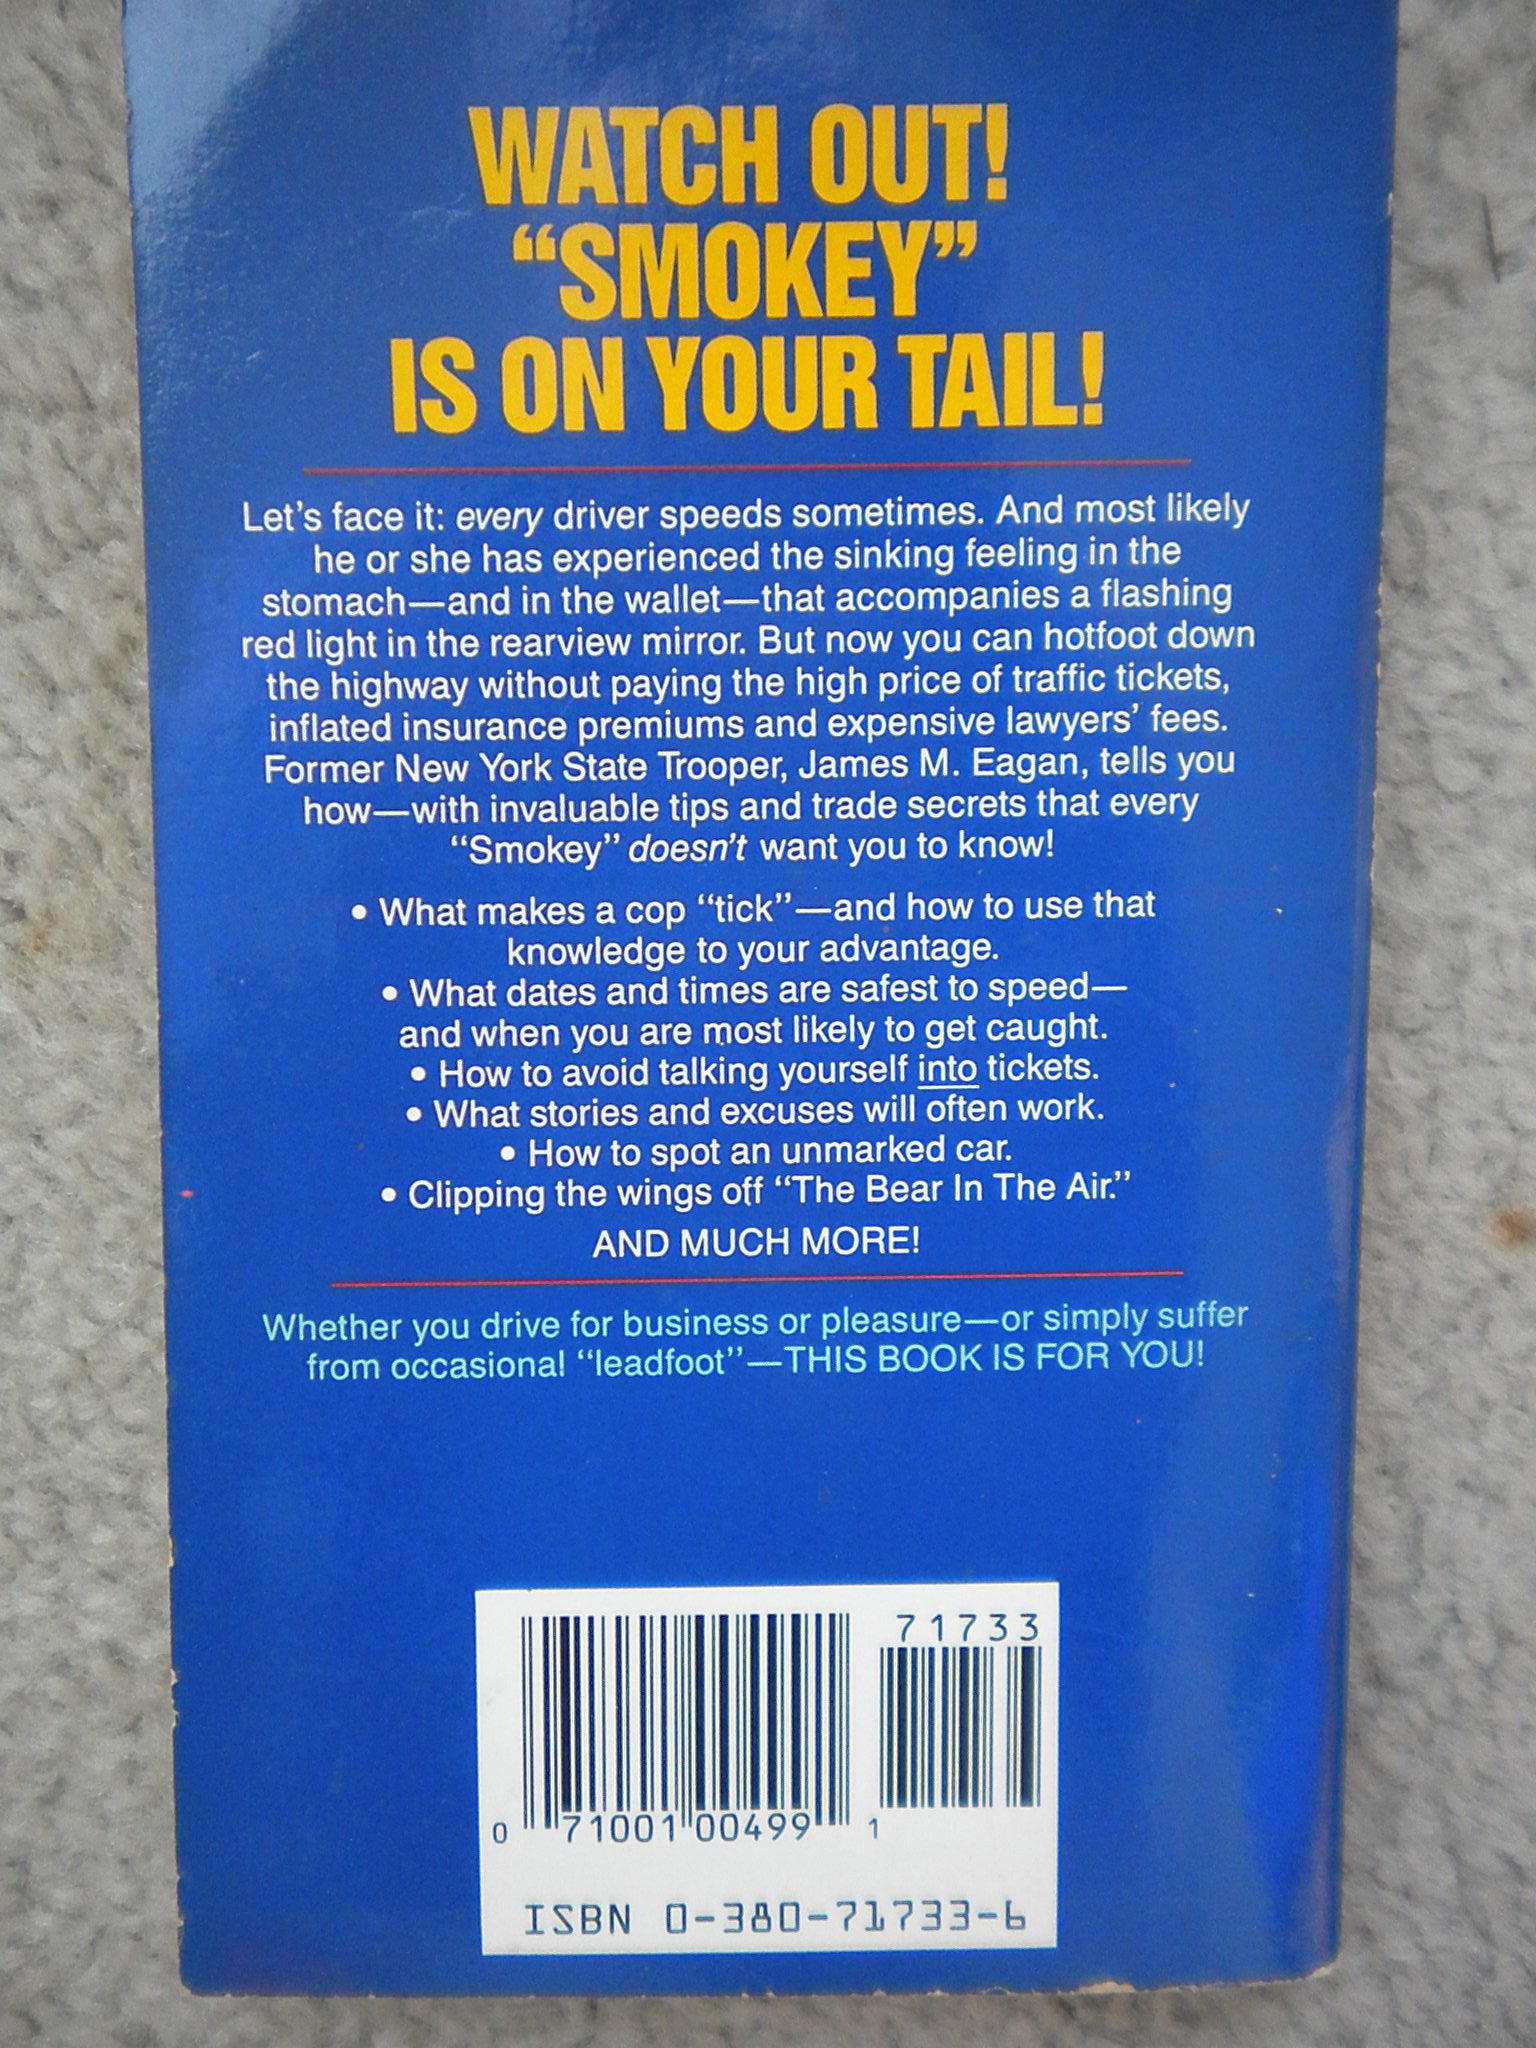 WATCH OUT!
“SMOKEY”
IS ON YOUR TAIL!
Let's face it: every driver speeds sometimes. And most likely
he or she has experienced the sinking feeling in the
stomach—and in the wallet—that accompanies a flashing
red light in the rearview mirror. But now you can hotfoot down
the highway without paying the high price of traffic tickets,
inflated insurance premiums and expensive lawyers' fees.
Former New York State Trooper, James M. Eagan, tells you
how—with invaluable tips and trade secrets that every
“Smokey” doesn't want you to know!
• What makes a cop “tick”—and how to use that
knowledge to your advantage.
• What dates and times are safest to speed—
and when you are most likely to get caught.
• How to avoid talking yourself into tickets.
• What stories and excuses will often work.
• How to spot an unmarked car.
• Clipping the wings off “The Bear In The Air.”
AND MUCH MORE!
Whether you drive for business or pleasure—or simply suffer
from occasional “leadfoot”—THIS BOOK IS FOR YOU!
71733
0 71001 00499 1
ISBN 0-380-71733-6